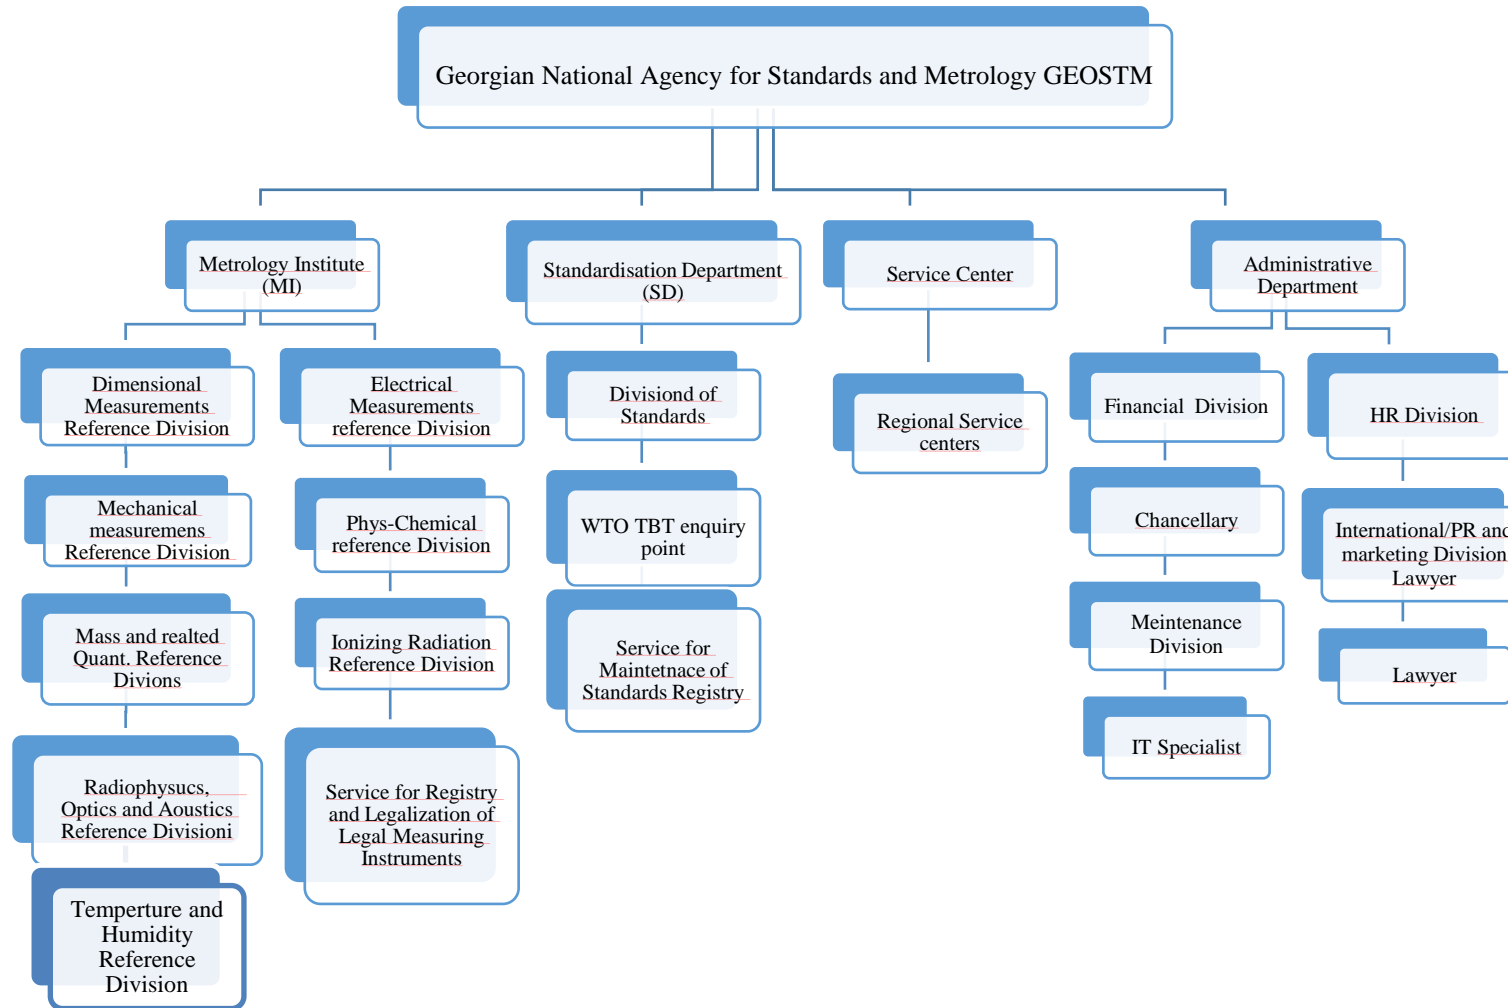 Georgian National Agency for Standards and Metrology GEOSTM
Metrology Institute
(MI)
Standardisation Department
(SD)
Service Center
Administrative
Department
Dimensional
Measurements
Reference Division
Electrical
Measurements
reference Division
Divisiond of
Standards
Regional Service
centers
Financial Division
HR Division
Mechanical
measuremens
Reference Division
Phys-Chemical
reference Division
WTO TBT enquiry
point
Chancellary
International/PR and
marketing Division
Lawyer
Mass and realted
Quant. Reference
Divions
Ionizing Radiation
Reference Division
Service for
Maintetnace of
Standards Registry
Meintenance
Division
Lawyer
Radiophysucs,
Optics and Aoustics
Reference Divisioni
Service for Registry
and Legalization of
Legal Measuring
Instruments
IT Specialist
Temperture and
Humidity
Reference
Division